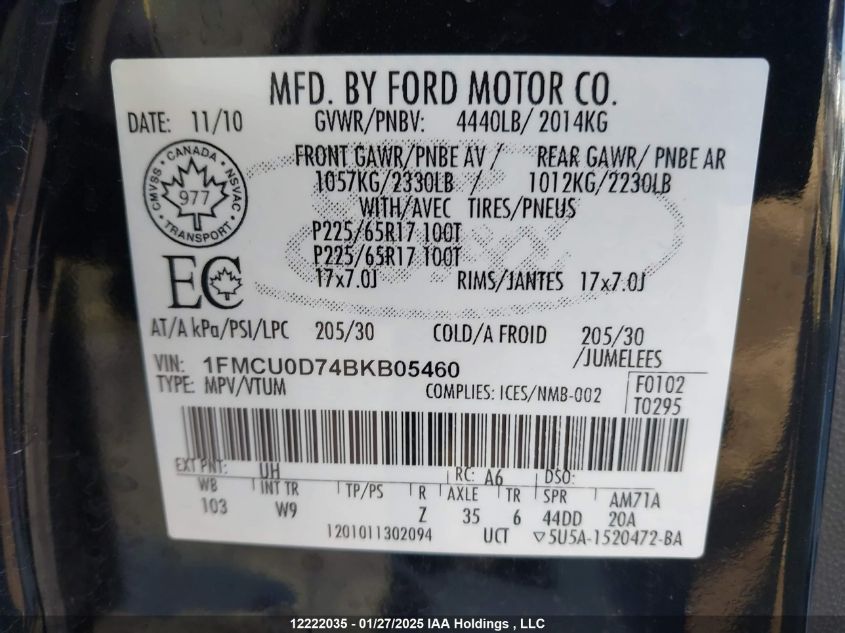 MFD. BY FORD MOTOR CO.
DATE: 11/10 GVWR/PNBV: 4440LB/ 2014KG
FRONT GAWR/PNBE AV / REAR GAWR/ PNBE AR
1057KG/2330LB / 1012KG/2230LB
WITH/AVEC TIRES/PNEUS
P225/65R17 100T
P225/65R17 100T
17x7.0J RIMS/JANTES 17x7.0J
CANADA
CMVSS 977 NSVAC
TRANSPORT
EC
AT/A kPa/PSI/LPC 205/30 COLD/A FROID 205/30
/JUMELEES
VIN: 1FMCU0D74BKB05460
TYPE: MPV/VTUM COMPLIES: ICES/NMB-002 F0102
T0295
EXT PNT: UH RC: A6 DSO:
WB INT TR TP/PS R AXLE TR SPR AM71A
103 W9 Z 35 6 44DD 20A
1201011302094 UCT ▽5U5A-1520472-BA
12222035 - 01/27/2025 IAA Holdings , LLC